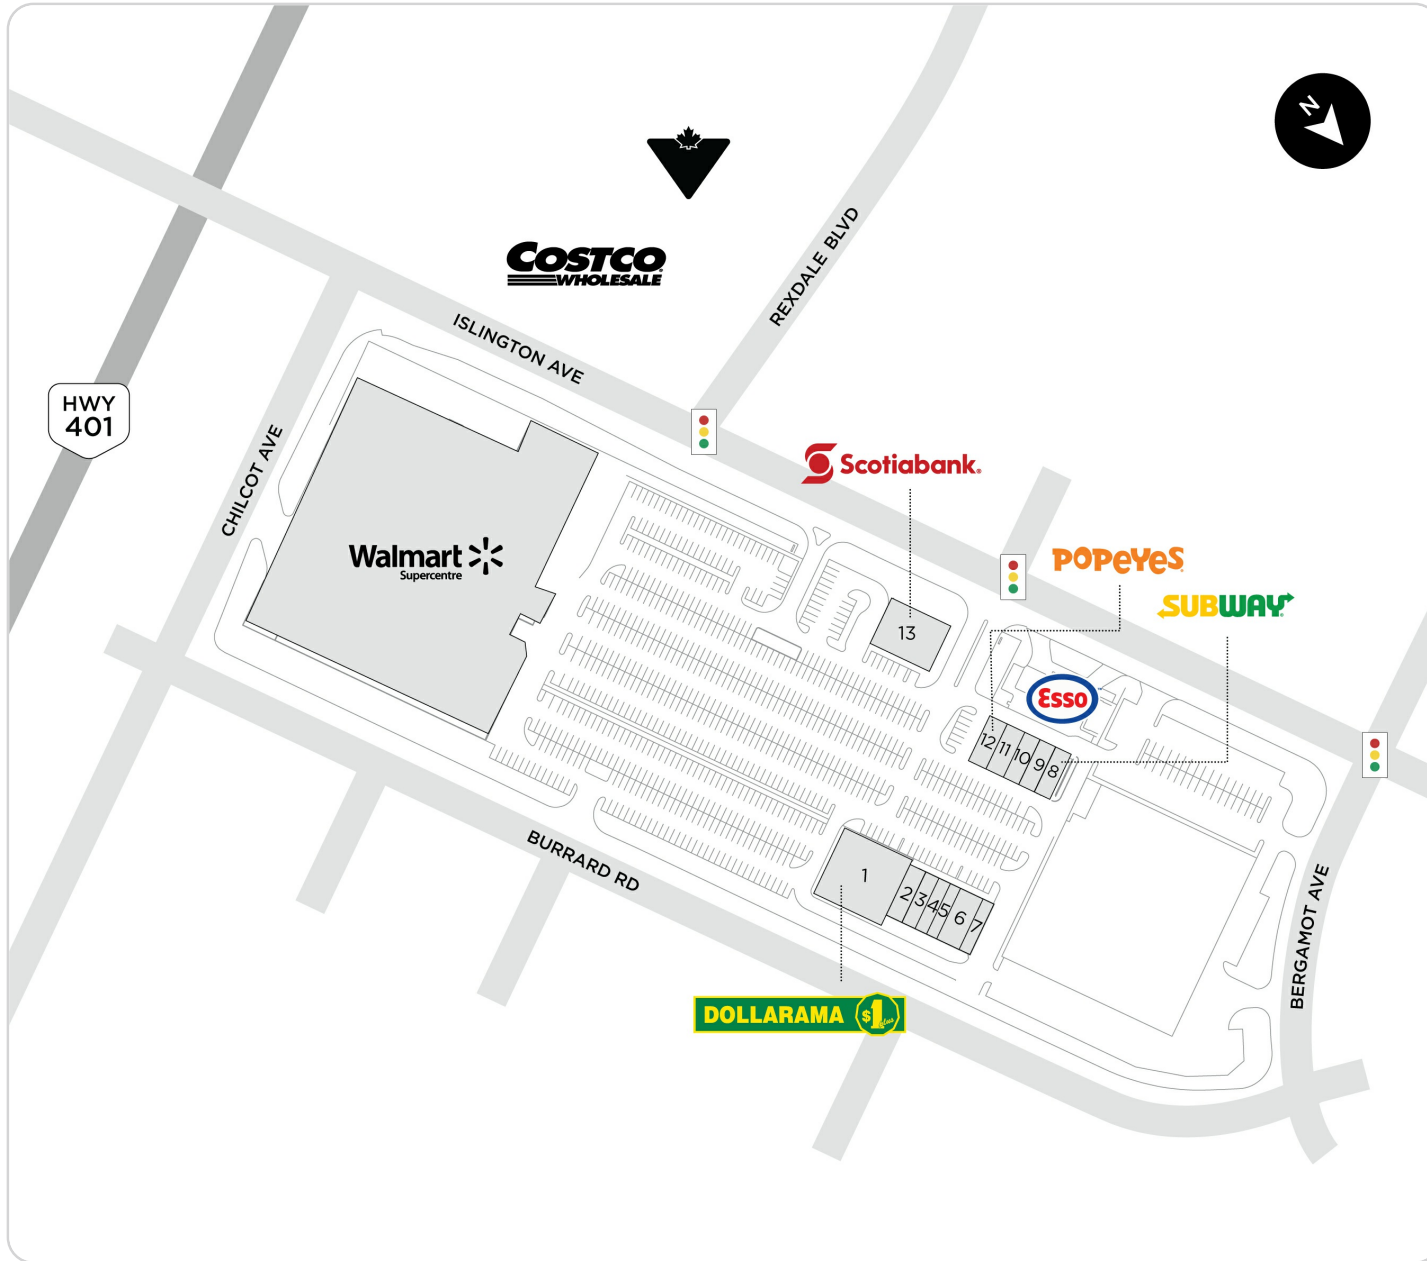 N
COSTCO
WHOLESALE
REXDALE BLVD
ISLINGTON AVE
HWY
401
CHILCOT AVE
Scotiabank
POPEYES
SUBWAY
Walmart
Supercentre
13
Esso
12
11
10
9
8
BURRARD RD
1
2
3
4
5
6
7
BERGAMOT AVE
DOLLARAMA $1 plus